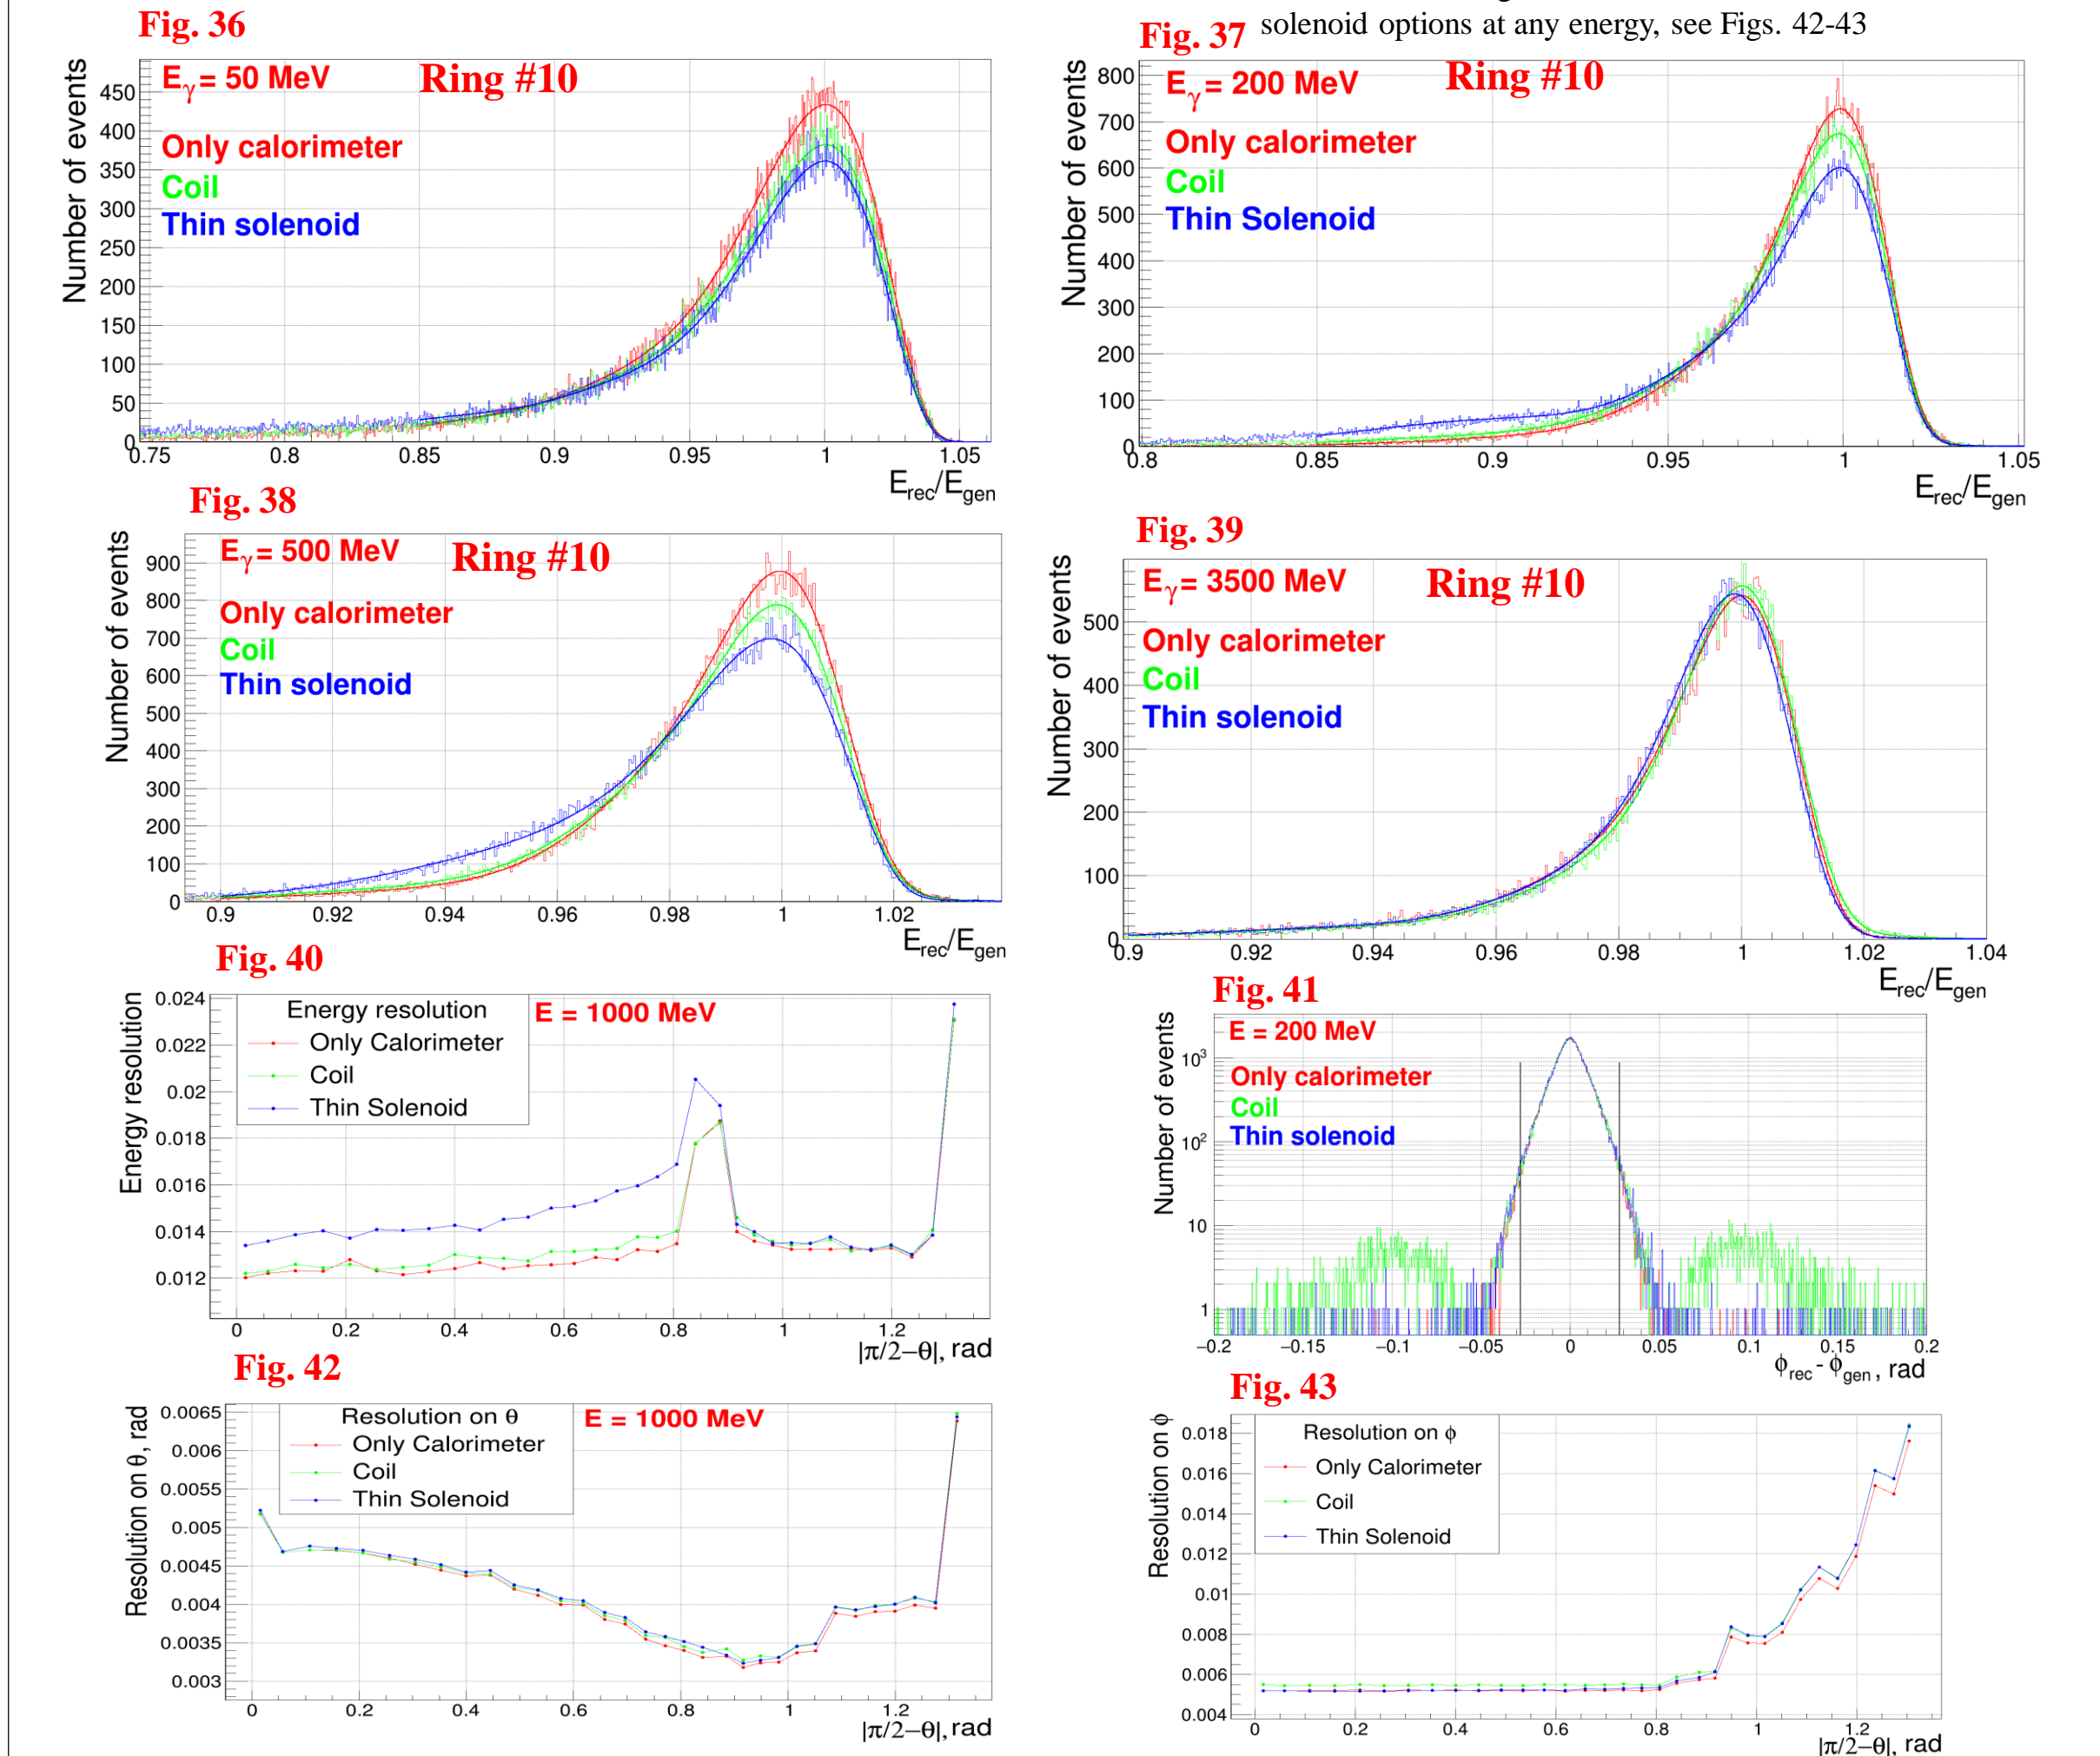 solenoid options at any energy, see Figs. 42-43
Fig. 36
E_γ = 50 MeV
Ring #10
Only calorimeter
Coil
Thin solenoid
Number of events
450
400
350
300
250
200
150
100
50
0
0.75 0.8 0.85 0.9 0.95 1 1.05
E_rec/E_gen
Fig. 37
E_γ = 200 MeV
Ring #10
Only calorimeter
Coil
Thin Solenoid
Number of events
800
700
600
500
400
300
200
100
0
0.8 0.85 0.9 0.95 1 1.05
E_rec/E_gen
Fig. 38
E_γ = 500 MeV
Ring #10
Only calorimeter
Coil
Thin solenoid
Number of events
900
800
700
600
500
400
300
200
100
0
0.9 0.92 0.94 0.96 0.98 1 1.02
E_rec/E_gen
Fig. 39
E_γ = 3500 MeV
Ring #10
Only calorimeter
Coil
Thin solenoid
Number of events
500
400
300
200
100
0
0.9 0.92 0.94 0.96 0.98 1 1.02 1.04
E_rec/E_gen
Fig. 40
Energy resolution
E = 1000 MeV
Only Calorimeter
Coil
Thin Solenoid
Energy resolution
0.024
0.022
0.02
0.018
0.016
0.014
0.012
0 0.2 0.4 0.6 0.8 1 1.2
|π/2−θ|, rad
Fig. 41
E = 200 MeV
Only calorimeter
Coil
Thin solenoid
Number of events
10³
10²
10
1
−0.2 −0.15 −0.1 −0.05 0 0.05 0.1 0.15 0.2
ϕ_rec - ϕ_gen, rad
Fig. 42
Resolution on θ
E = 1000 MeV
Only Calorimeter
Coil
Thin Solenoid
Resolution on θ, rad
0.0065
0.006
0.0055
0.005
0.0045
0.004
0.0035
0.003
0 0.2 0.4 0.6 0.8 1 1.2
|π/2−θ|, rad
Fig. 43
Resolution on ϕ
Only Calorimeter
Coil
Thin Solenoid
Resolution on ϕ
0.018
0.016
0.014
0.012
0.01
0.008
0.006
0.004
0 0.2 0.4 0.6 0.8 1 1.2
|π/2−θ|, rad